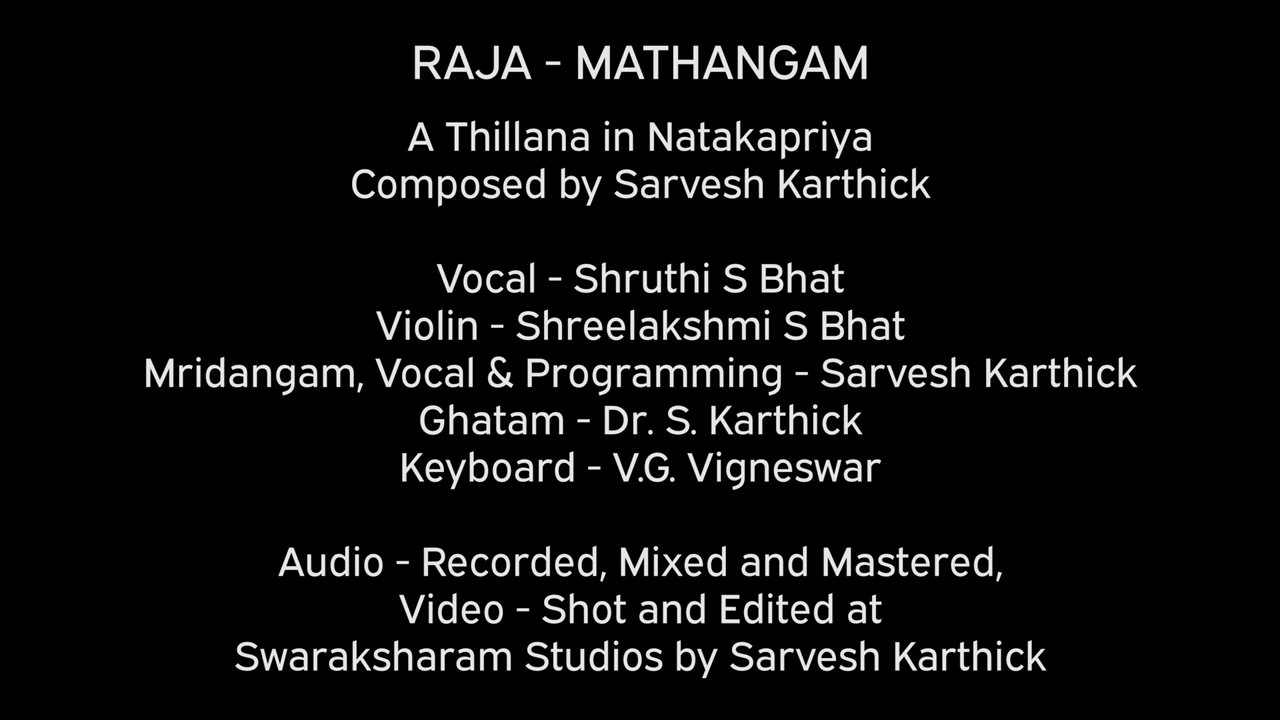 RAJA - MATHANGAM
A Thillana in Natakapriya
Composed by Sarvesh Karthick
Vocal - Shruthi S Bhat
Violin - Shreelakshmi S Bhat
Mridangam, Vocal & Programming - Sarvesh Karthick
Ghatam - Dr. S. Karthick
Keyboard - V.G. Vigneswar
Audio - Recorded, Mixed and Mastered,
Video - Shot and Edited at
Swaraksharam Studios by Sarvesh Karthick